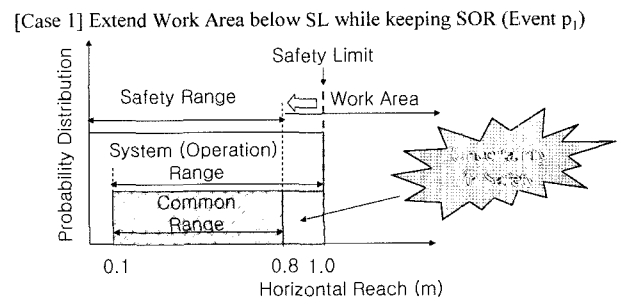 [Case 1] Extend Work Area below SL while keeping SOR (Event p₁)
Safety Limit
Safety Range
Work Area
System (Operation)
Range
Common
Range
Probability Distribution
0.1 0.8 1.0
Horizontal Reach (m)